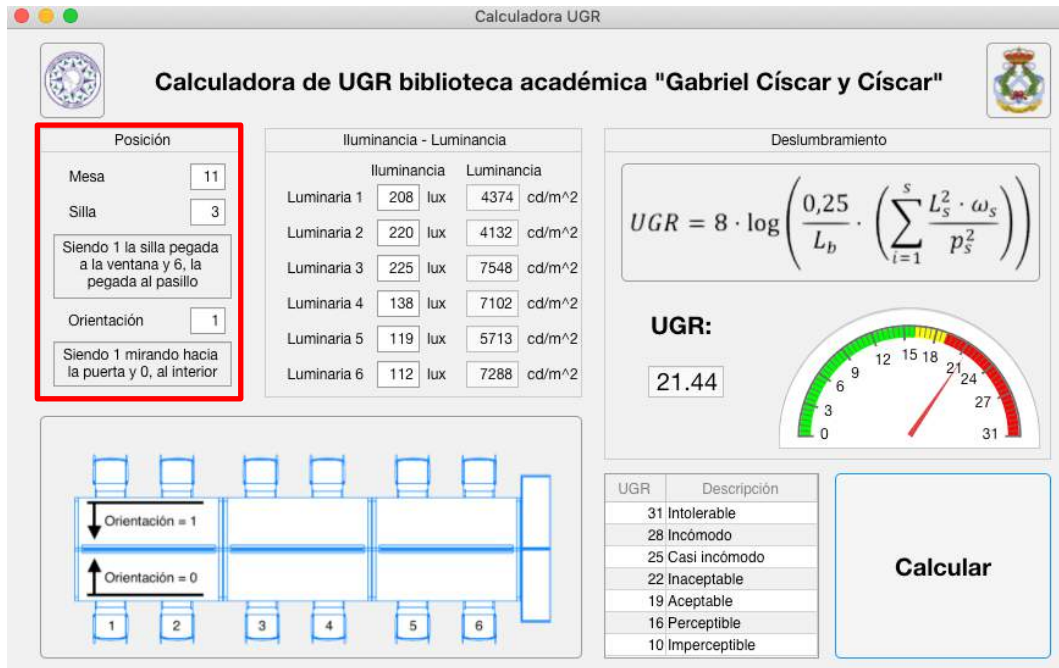 Calculadora UGR
Calculadora de UGR biblioteca académica "Gabriel Císcar y Císcar"
Posición
Mesa 11
Silla 3
Siendo 1 la silla pegada
a la ventana y 6, la
pegada al pasillo
Orientación 1
Siendo 1 mirando hacia
la puerta y 0, al interior
Iluminancia - Luminancia
Iluminancia Luminancia
Luminaria 1 208 lux 4374 cd/m^2
Luminaria 2 220 lux 4132 cd/m^2
Luminaria 3 225 lux 7548 cd/m^2
Luminaria 4 138 lux 7102 cd/m^2
Luminaria 5 119 lux 5713 cd/m^2
Luminaria 6 112 lux 7288 cd/m^2
Deslumbramiento
UGR = 8 · log(0,25/L_b · (∑_{i=1}^{s} L_s^2 · ω_s / p_s^2))
UGR:
21.44
0 3 6 9 12 15 18 21 24 27 31
Orientación = 1
Orientación = 0
1 2 3 4 5 6
UGR Descripción
31 Intolerable
28 Incómodo
25 Casi incómodo
22 Inaceptable
19 Aceptable
16 Perceptible
10 Imperceptible
Calcular